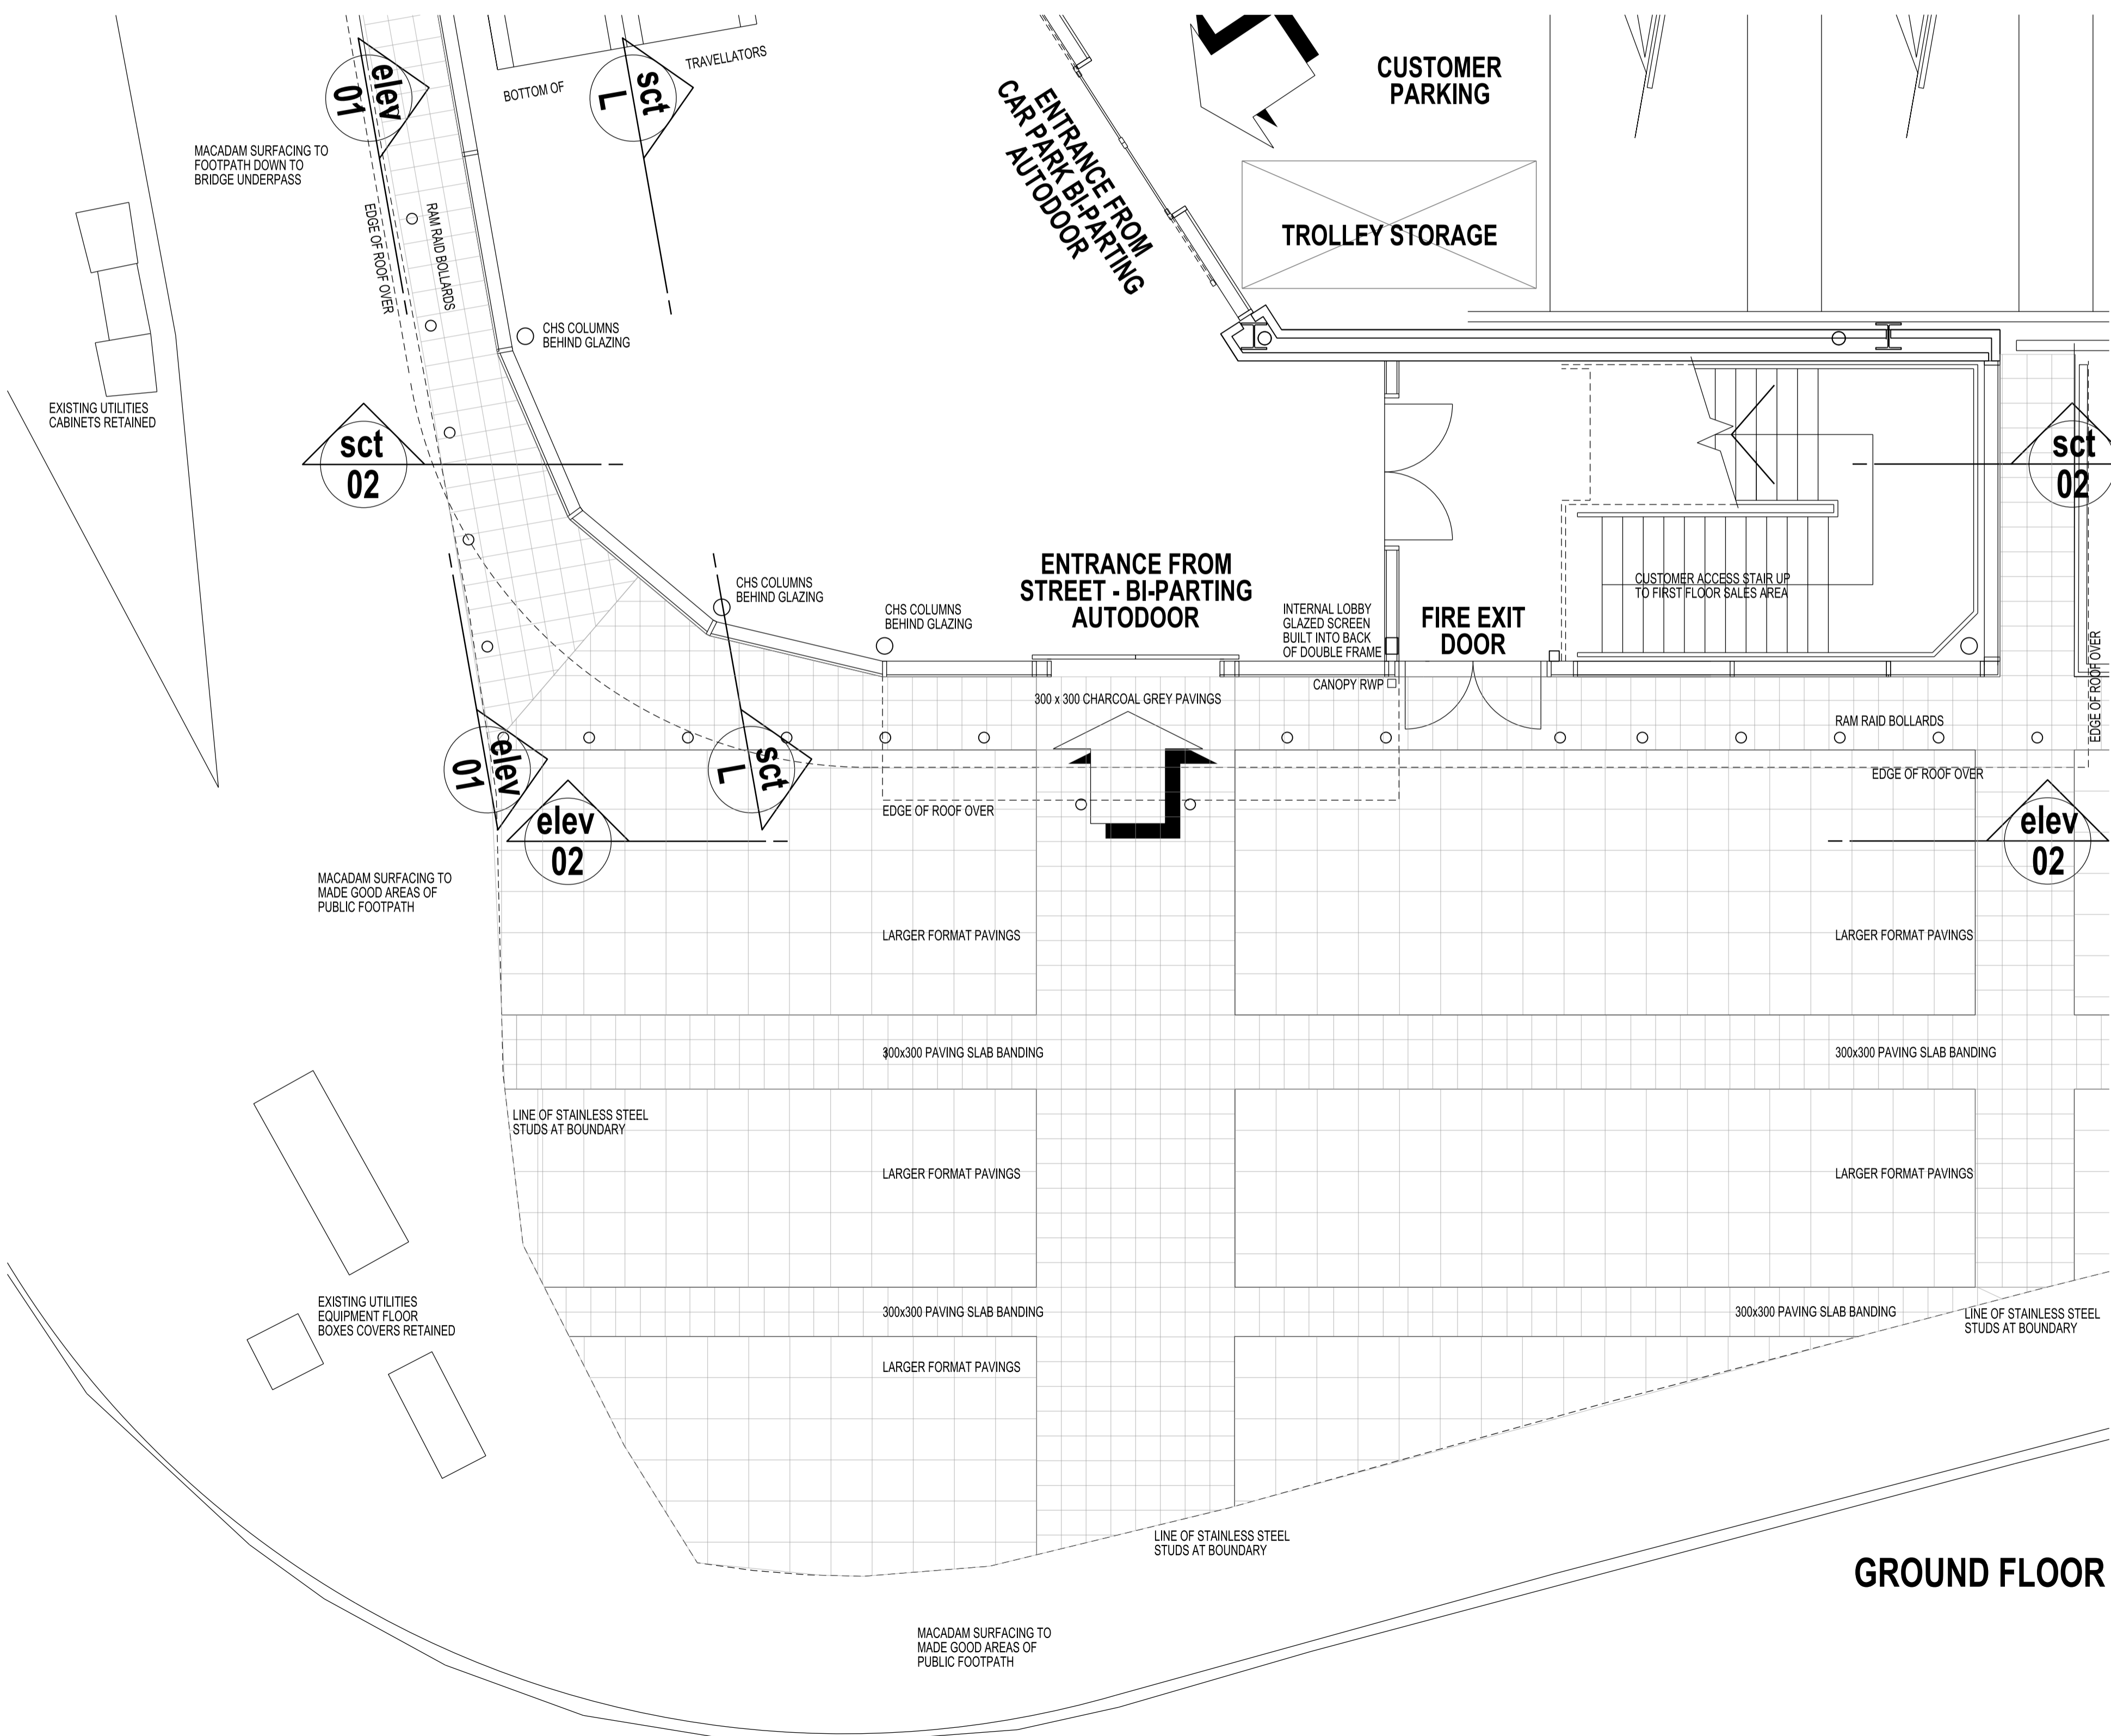 CUSTOMER
PARKING
BOTTOM OF
TRAVELLATORS
elev
01
sct
L
ENTRANCE FROM
CAR PARK BI-PARTING
AUTODOOR
MACADAM SURFACING TO
FOOTPATH DOWN TO
BRIDGE UNDERPASS
EDGE OF ROOF OVER
RAM RAID BOLLARDS
TROLLEY STORAGE
CHS COLUMNS
BEHIND GLAZING
EXISTING UTILITIES
CABINETS RETAINED
sct
02
sct
02
ENTRANCE FROM
STREET - BI-PARTING
AUTODOOR
CHS COLUMNS
BEHIND GLAZING
CHS COLUMNS
BEHIND GLAZING
INTERNAL LOBBY
GLAZED SCREEN
BUILT INTO BACK
OF DOUBLE FRAME
FIRE EXIT
DOOR
CUSTOMER ACCESS STAIR UP
TO FIRST FLOOR SALES AREA
EDGE OF ROOF OVER
CANOPY RWP
300 x 300 CHARCOAL GREY PAVINGS
RAM RAID BOLLARDS
elev
01
sct
L
EDGE OF ROOF OVER
EDGE OF ROOF OVER
elev
02
elev
02
MACADAM SURFACING TO
MADE GOOD AREAS OF
PUBLIC FOOTPATH
LARGER FORMAT PAVINGS
LARGER FORMAT PAVINGS
300x300 PAVING SLAB BANDING
300x300 PAVING SLAB BANDING
LINE OF STAINLESS STEEL
STUDS AT BOUNDARY
LARGER FORMAT PAVINGS
LARGER FORMAT PAVINGS
EXISTING UTILITIES
EQUIPMENT FLOOR
BOXES COVERS RETAINED
300x300 PAVING SLAB BANDING
300x300 PAVING SLAB BANDING
LINE OF STAINLESS STEEL
STUDS AT BOUNDARY
LARGER FORMAT PAVINGS
LINE OF STAINLESS STEEL
STUDS AT BOUNDARY
GROUND FLOOR
MACADAM SURFACING TO
MADE GOOD AREAS OF
PUBLIC FOOTPATH